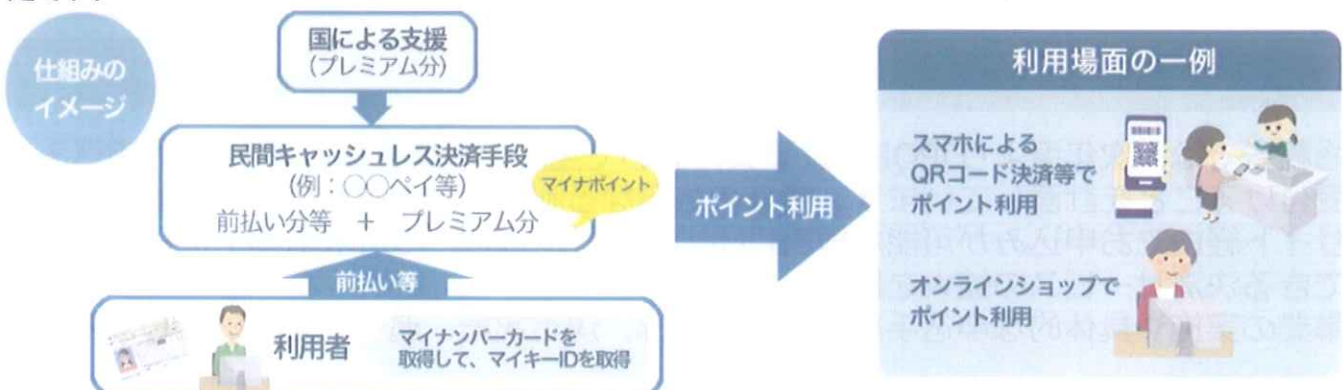 仕組みの
イメージ
国による支援
(プレミアム分)
民間キャッシュレス決済手段
(例：○○ペイ等)
前払い分等　+　プレミアム分
マイナポイント
前払い等
利用者
マイナンバーカードを
取得して、マイキーIDを取得
ポイント利用
利用場面の一例
スマホによる
QRコード決済等で
ポイント利用
オンラインショップで
ポイント利用